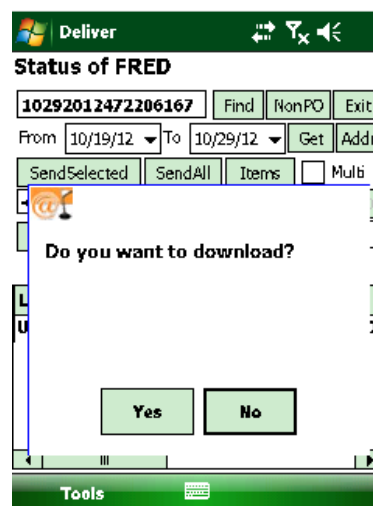 Deliver
Status of FRED
10292012472206167 Find NonPO Exit
From 10/19/12 To 10/29/12 Get Addr
SendSelected SendAll Items Multi
Do you want to download?
L
U
Yes No
Tools